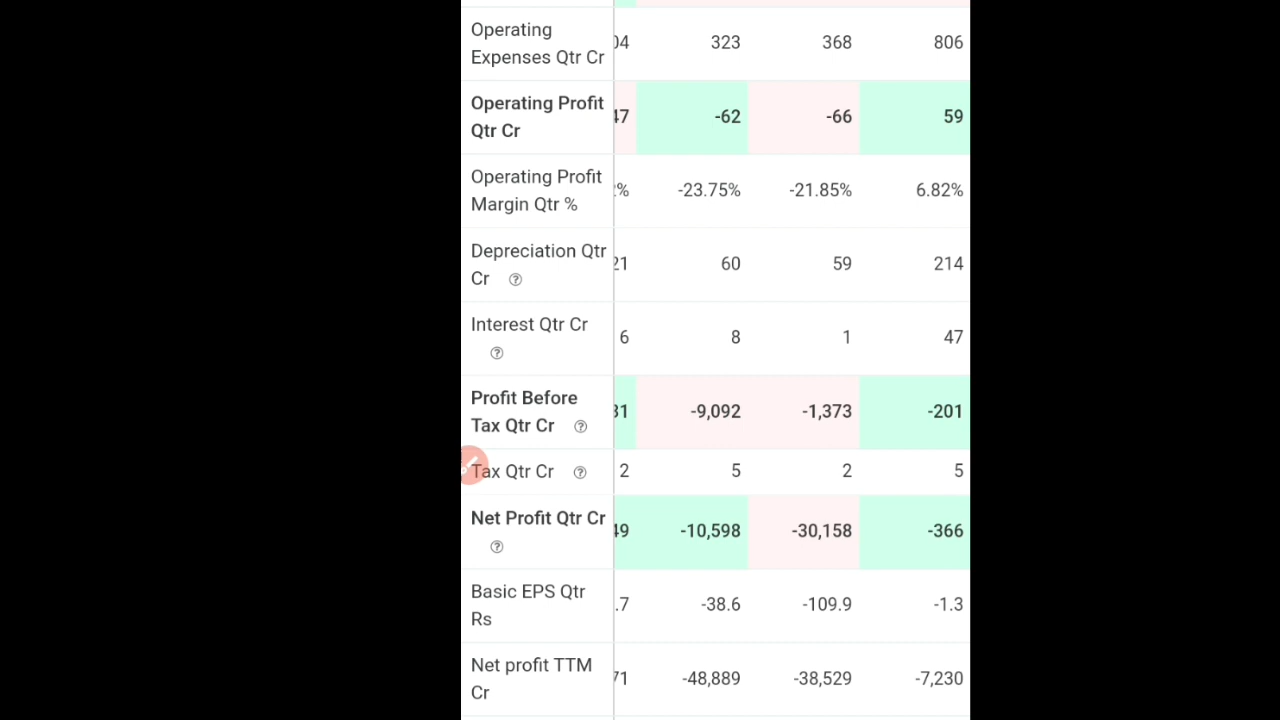 Operating
Expenses Qtr Cr 04 323 368 806
Operating Profit
Qtr Cr 47 -62 -66 59
Operating Profit
Margin Qtr % % -23.75% -21.85% 6.82%
Depreciation Qtr
Cr 21 60 59 214
Interest Qtr Cr 6 8 1 47
Profit Before
Tax Qtr Cr 31 -9,092 -1,373 -201
Tax Qtr Cr 2 5 2 5
Net Profit Qtr Cr 49 -10,598 -30,158 -366
Basic EPS Qtr
Rs .7 -38.6 -109.9 -1.3
Net profit TTM
Cr 71 -48,889 -38,529 -7,230